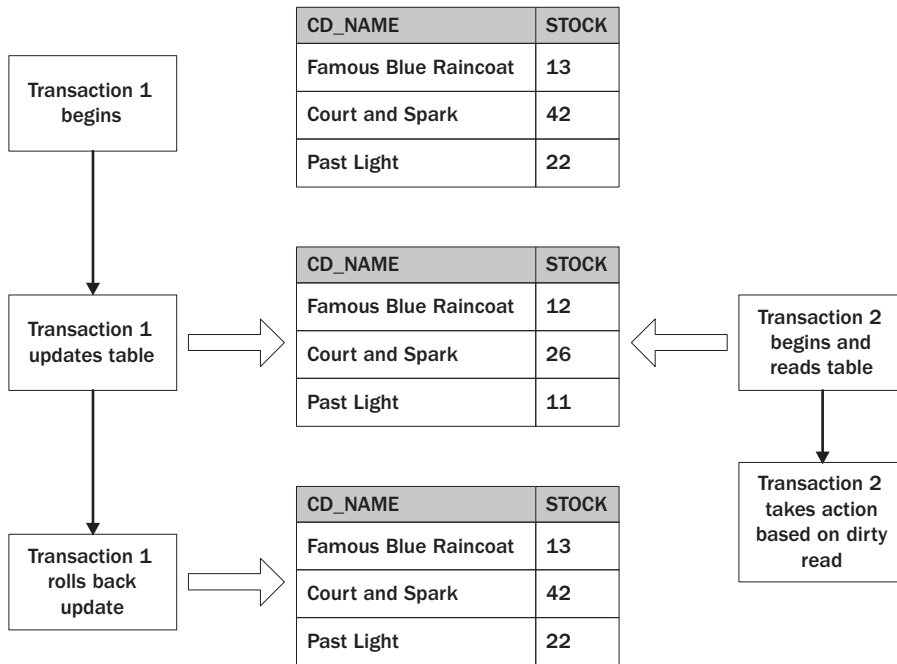 CD_NAME STOCK
Famous Blue Raincoat 13
Court and Spark 42
Past Light 22
Transaction 1
begins
CD_NAME STOCK
Famous Blue Raincoat 12
Court and Spark 26
Past Light 11
Transaction 1
updates table
Transaction 2
begins and
reads table
CD_NAME STOCK
Famous Blue Raincoat 13
Court and Spark 42
Past Light 22
Transaction 1
rolls back
update
Transaction 2
takes action
based on dirty
read